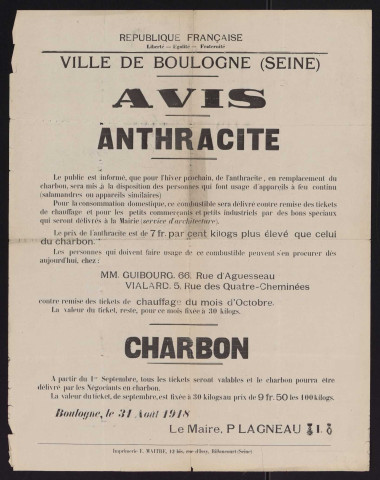 RÉPUBLIQUE FRANÇAISE
Liberté — Égalité — Fraternité
VILLE DE BOULOGNE (SEINE)
AVIS
ANTHRACITE
Le public est informé, que pour l'hiver prochain, de l'anthracite, en remplacement du
charbon, sera mis à la disposition des personnes qui font usage d'appareils à feu continu
(salamandres ou appareils similaires)
Pour la consommation domestique, ce combustible sera délivré contre remise des tickets
de chauffage et pour les petits commerçants et petits industriels par des bons spéciaux
qui seront délivrés à la Mairie (service d'architecture).
Le prix de l'anthracite est de 7 fr. par cent kilogs plus élevé que celui
du charbon.
Les personnes qui doivent faire usage de ce combustible peuvent s'en procurer dès
aujourd'hui, chez :
MM. GUIBOURG, 66, Rue d'Aguesseau
VIALARD, 5, Rue des Quatre-Cheminées
contre remise des tickets de chauffage du mois d'Octobre.
La valeur du ticket, reste, pour ce mois fixée à 30 kilogs.
CHARBON
A partir du 1er Septembre, tous les tickets seront valables et le charbon pourra être
délivré par les Négociants en charbon.
La valeur du ticket, de septembre, est fixée à 30 kilogs au prix de 9 fr. 50 les 100 kilogs.
Boulogne, le 31 Août 1918
Le Maire, P LAGNEAU I.
Imprimerie E. MAITRE, 12 bis, rue d'Issy, Billancourt (Seine)